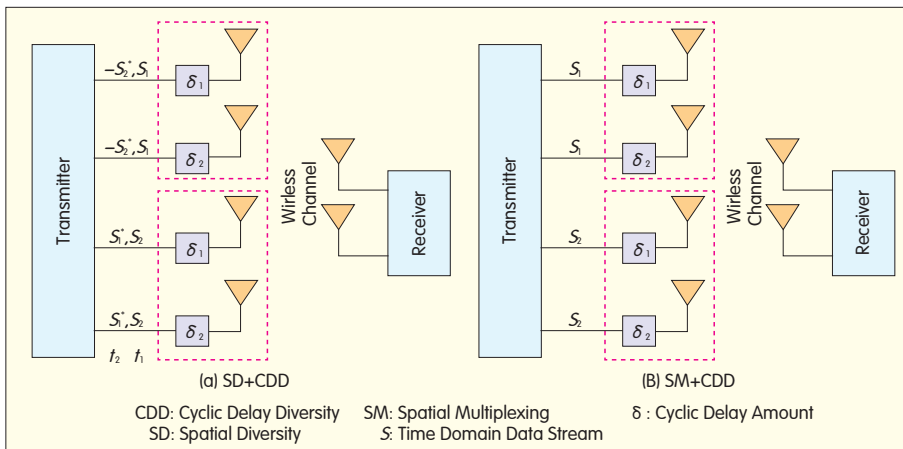 Transmitter
–S₂*,S₁
δ₁
–S₂*,S₁
δ₂
S₁*,S₂
δ₁
S₁*,S₂
δ₂
t₂ t₁
Wirless
Channel
Receiver
(a) SD+CDD
Transmitter
S₁
δ₁
S₁
δ₂
S₂
δ₁
S₂
δ₂
Wirless
Channel
Receiver
(B) SM+CDD
CDD: Cyclic Delay Diversity SM: Spatial Multiplexing δ : Cyclic Delay Amount
SD: Spatial Diversity S: Time Domain Data Stream